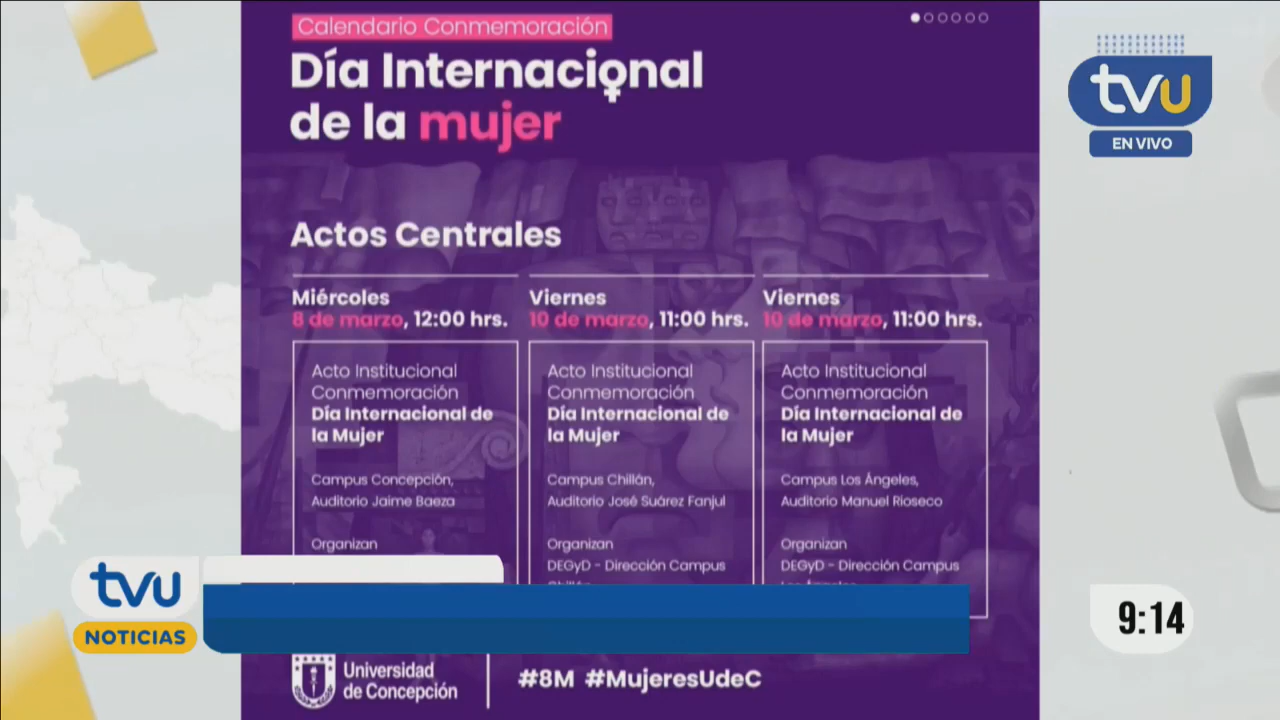 Calendario Conmemoración
Día Internacional
de la mujer
tvu
EN VIVO
Actos Centrales
Miércoles
8 de marzo, 12:00 hrs.
Acto Institucional
Conmemoración
Día Internacional de
la Mujer
Campus Concepción,
Auditorio Jaime Baeza
Organizan
Viernes
10 de marzo, 11:00 hrs.
Acto Institucional
Conmemoración
Día Internacional de
la Mujer
Campus Chillán,
Auditorio José Suárez Fanjul
Organizan
DEGyD - Dirección Campus
Viernes
10 de marzo, 11:00 hrs.
Acto Institucional
Conmemoración
Día Internacional de
la Mujer
Campus Los Ángeles,
Auditorio Manuel Rioseco
Organizan
DEGyD - Dirección Campus
tvu
NOTICIAS
9:14
Universidad
de Concepción
#8M #MujeresUdeC